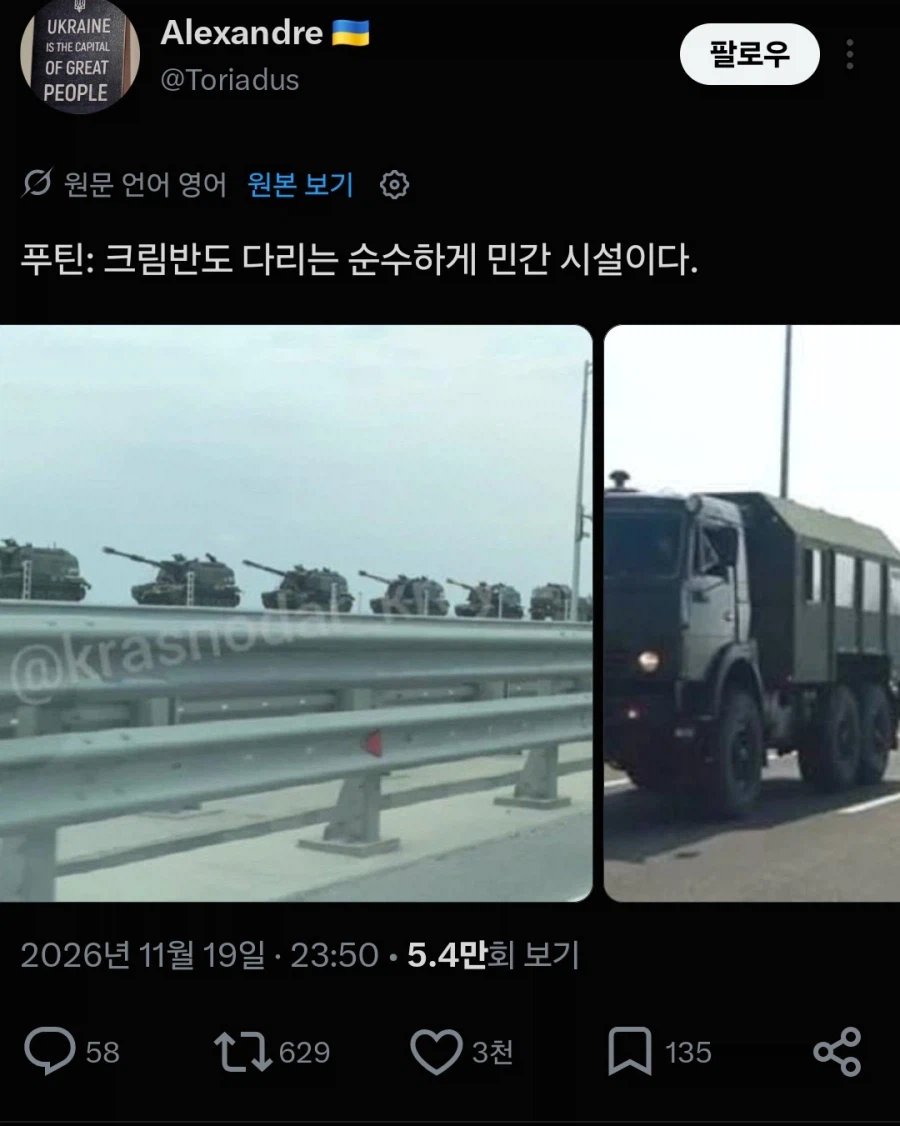 UKRAINE
IS THE CAPITAL
OF GREAT
PEOPLE
Alexandre 🇺🇦
@Toriadus
팔로우
원문 언어 영어 원본 보기
푸틴: 크림반도 다리는 순수하게 민간 시설이다.
@krasnodar
2026년 11월 19일 · 23:50 • 5.4만회 보기
58 629 3천 135